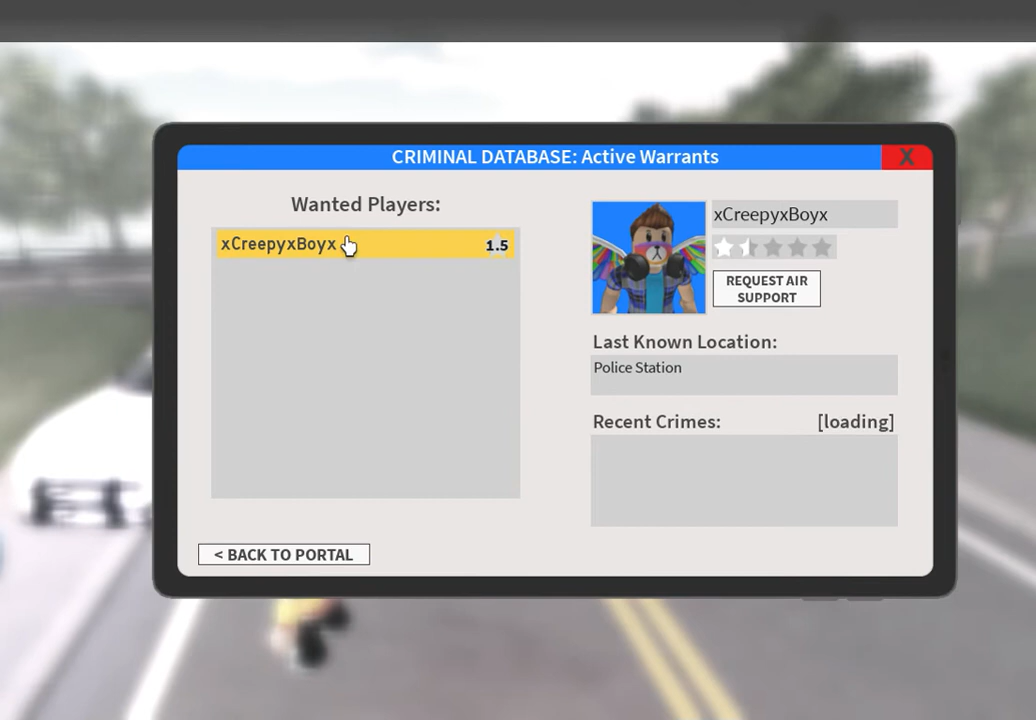 CRIMINAL DATABASE: Active Warrants
X
Wanted Players:
xCreepyxBoyx
1.5
xCreepyxBoyx
REQUEST AIR
SUPPORT
Last Known Location:
Police Station
Recent Crimes:
[loading]
< BACK TO PORTAL